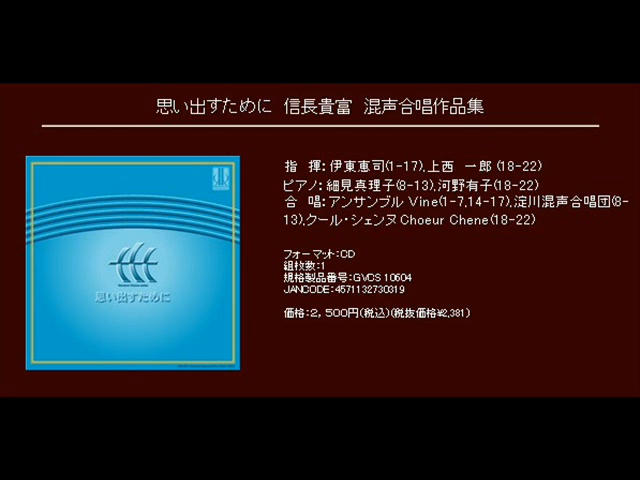 思い出すために 信長貴富 混声合唱作品集
指 揮:伊東恵司(1-17),上西 一郎(18-22)
ピアノ:細見真理子(8-13),河野有子(18-22)
合 唱:アンサンブル Vine(1-7,14-17),淀川混声合唱団(8-
13),クール・シェンヌ Choeur Chene(18-22)
フォーマット:CD
組枚数:1
規格製品番号:GVCS 10604
JANCODE:4571132730319
価格:2,500円(税込)(税抜価格¥2,381)
思い出すために